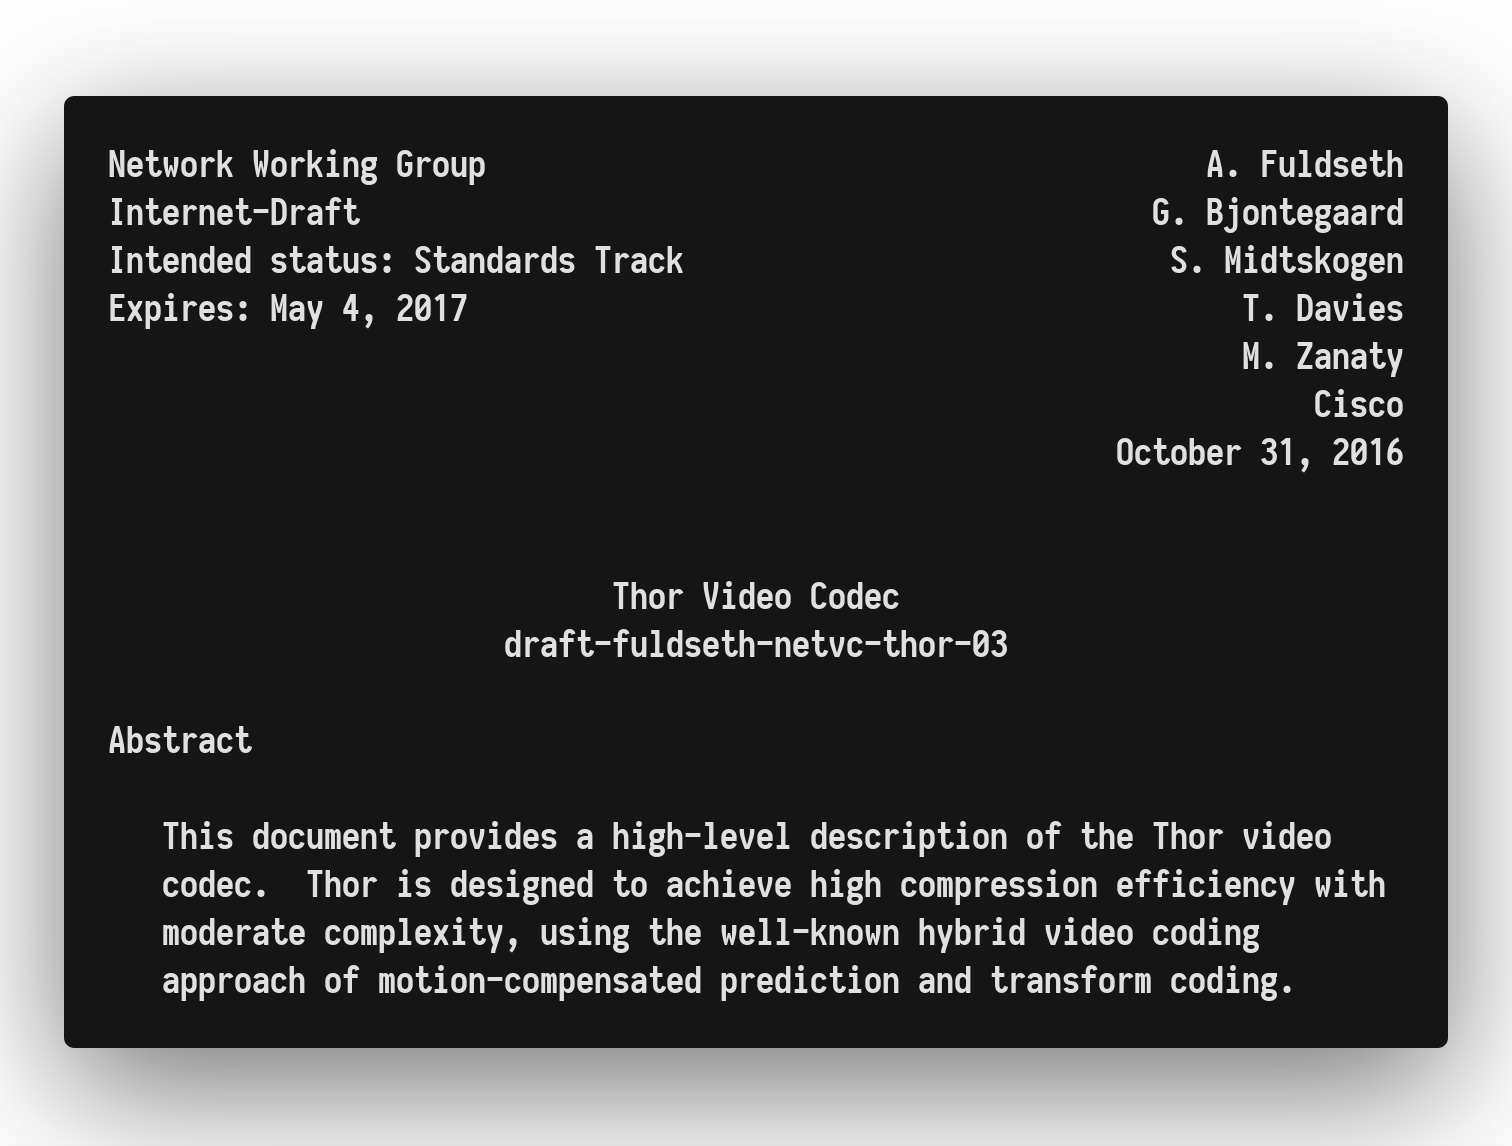 Network Working Group                                       A. Fuldseth
Internet-Draft                                           G. Bjontegaard
Intended status: Standards Track                          S. Midtskogen
Expires: May 4, 2017                                          T. Davies
                                                              M. Zanaty
                                                                  Cisco
                                                       October 31, 2016
Thor Video Codec
draft-fuldseth-netvc-thor-03
Abstract
This document provides a high-level description of the Thor video
codec.  Thor is designed to achieve high compression efficiency with
moderate complexity, using the well-known hybrid video coding
approach of motion-compensated prediction and transform coding.